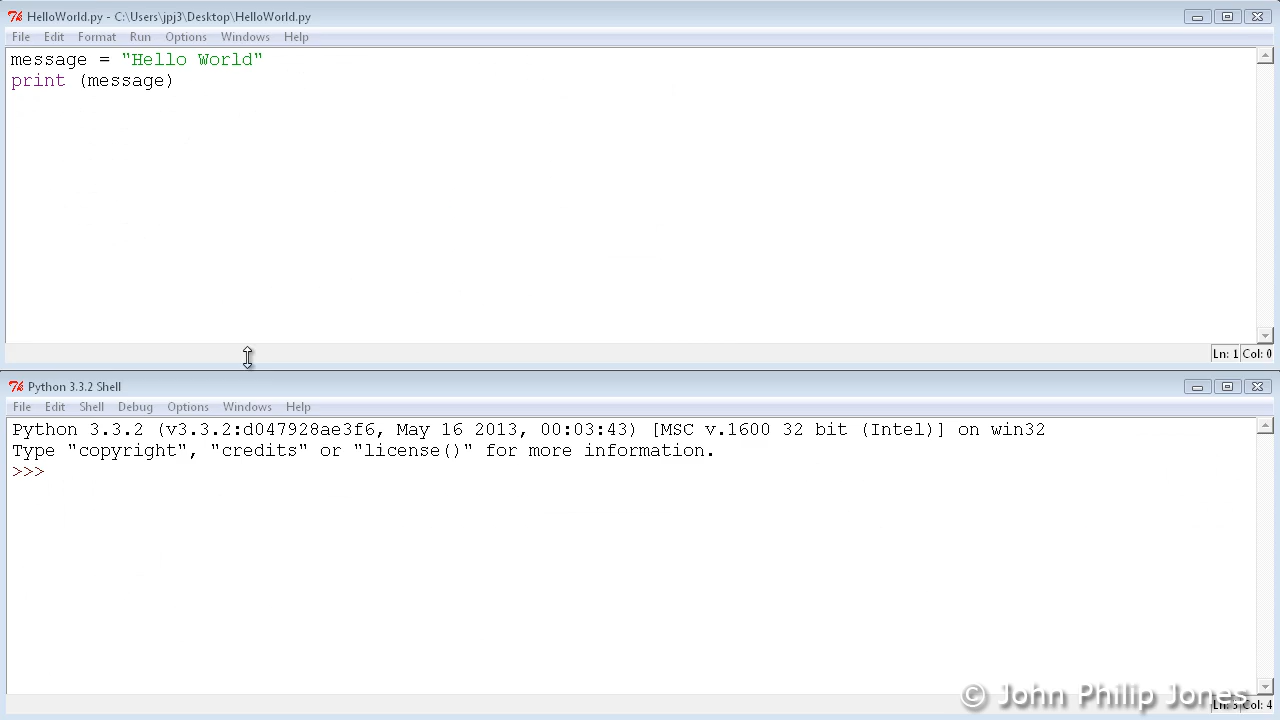 HelloWorld.py - C:\Users\jpj3\Desktop\HelloWorld.py
File Edit Format Run Options Windows Help
message = "Hello World"
print (message)
Ln: 1 Col: 0
Python 3.3.2 Shell
File Edit Shell Debug Options Windows Help
Python 3.3.2 (v3.3.2:d047928ae3f6, May 16 2013, 00:03:43) [MSC v.1600 32 bit (Intel)] on win32
Type "copyright", "credits" or "license()" for more information.
>>>
© John Philip Jones
Ln: 3 Col: 4